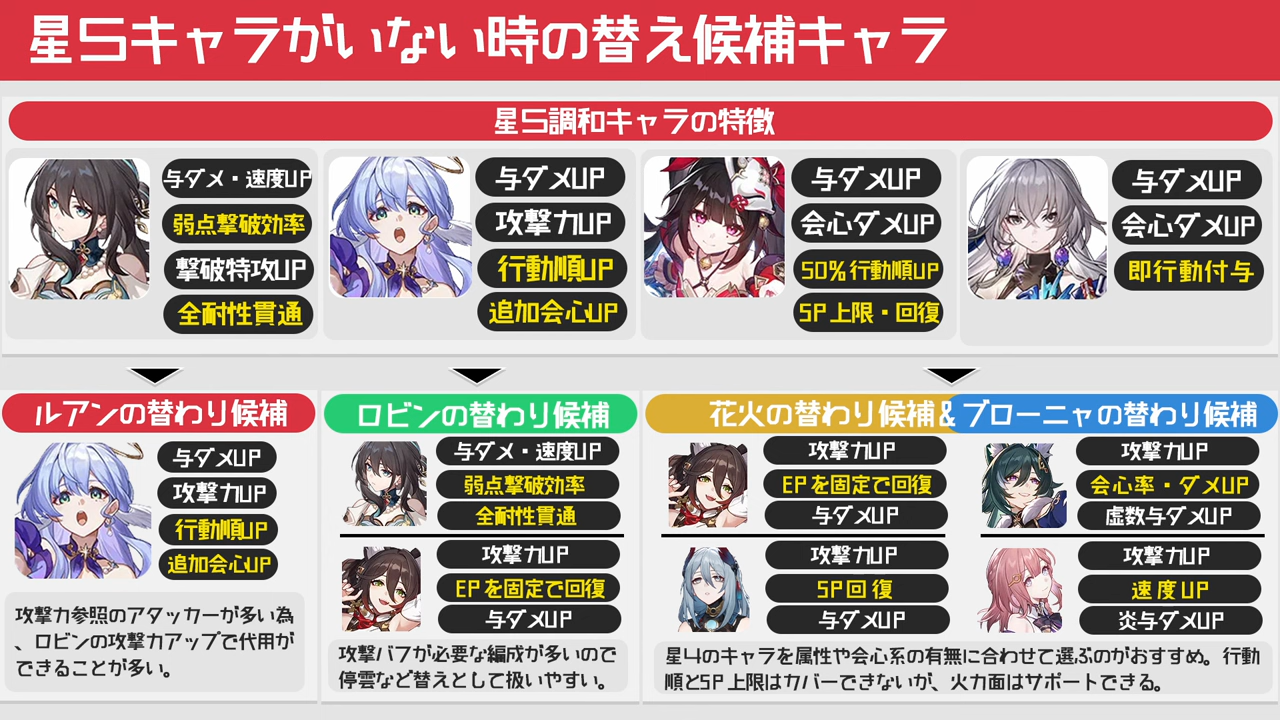 星5キャラがいない時の替え候補キャラ
星5調和キャラの特徴
与ダメ・速度UP
弱点撃破効率
撃破特攻UP
全耐性貫通
与ダメUP
攻撃力UP
行動順UP
追加会心UP
与ダメUP
会心ダメUP
50%行動順UP
SP上限・回復
与ダメUP
会心ダメUP
即行動付与
ルアンの替わり候補
与ダメUP
攻撃力UP
行動順UP
追加会心UP
攻撃力参照のアタッカーが多い為
、ロビンの攻撃力アップで代用が
できることが多い。
ロビンの替わり候補
与ダメ・速度UP
弱点撃破効率
全耐性貫通
攻撃力UP
EPを固定で回復
与ダメUP
攻撃バフが必要な編成が多いので
停雲など替えとして扱いやすい。
花火の替わり候補&ブローニャの替わり候補
攻撃力UP
EPを固定で回復
与ダメUP
攻撃力UP
SP回復
与ダメUP
攻撃力UP
会心率・ダメUP
虚数与ダメUP
攻撃力UP
速度UP
炎与ダメUP
星4のキャラを属性や会心系の有無に合わせて選ぶのがおすすめ。行動
順とSP上限はカバーできないが、火力面はサポートできる。